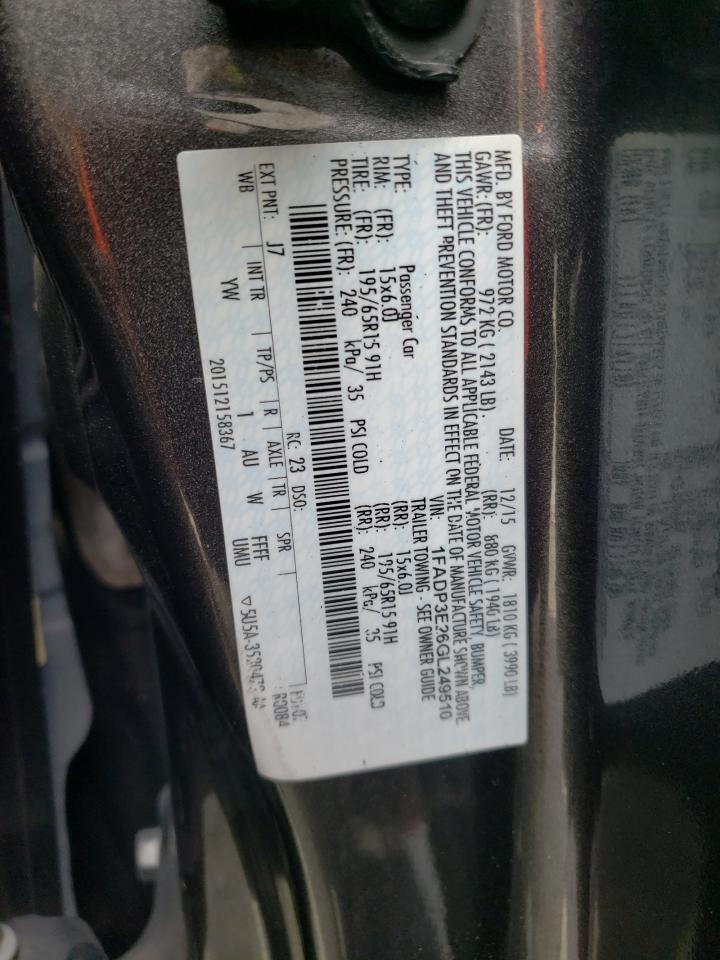 MFD. BY FORD MOTOR CO. DATE: 12/15 GVWR: 1810 KG ( 3990 LB)
GAWR: (FR): 972 KG ( 2143 LB). (RR): 880 KG ( 1940 LB)
THIS VEHICLE CONFORMS TO ALL APPLICABLE FEDERAL MOTOR VEHICLE SAFETY, BUMPER,
AND THEFT PREVENTION STANDARDS IN EFFECT ON THE DATE OF MANUFACTURE SHOWN ABOVE
VIN: 1FADP3E26GL249510
TYPE: Passenger Car TRAILER TOWING - SEE OWNER GUIDE
RIM: (FR): 15x6.0J (RR): 15x6.0J
TIRE: (FR): 195/65R15 91H (RR): 195/65R15 91H
PRESSURE: (FR): 240 kPa/ 35 PSI COLD (RR): 240 kPa/ 35 PSI COLD
RC: 23 DSO:
EXT PNT: J7 R0084
WB INT TR TP/PS R AXLE TR SPR
YW 1 AU W FFFF
UMU
201512158367